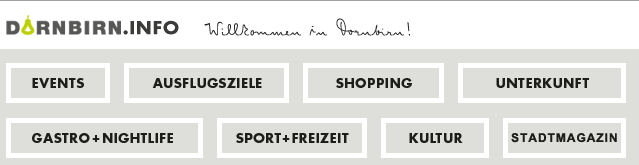 DORNBIRN.INFO Willkommen in Dornbirn!
EVENTS AUSFLUGSZIELE SHOPPING UNTERKUNFT
GASTRO+NIGHTLIFE SPORT+FREIZEIT KULTUR STADTMAGAZIN